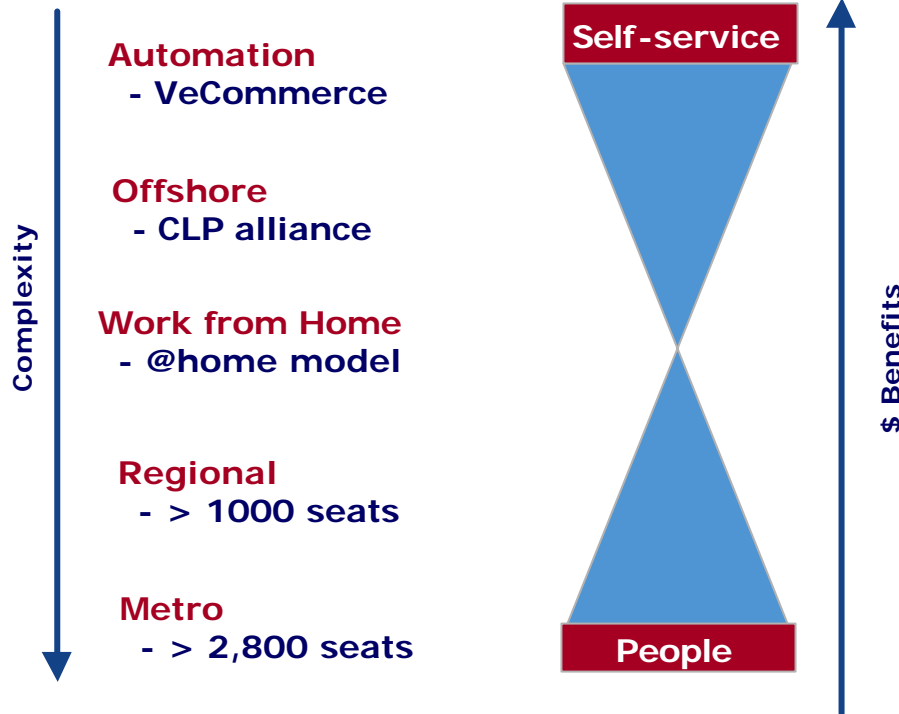 Complexity
Automation
- VeCommerce
Offshore
- CLP alliance
Work from Home
- @home model
Regional
- > 1000 seats
Metro
- > 2,800 seats
Self-service
People
$ Benefits